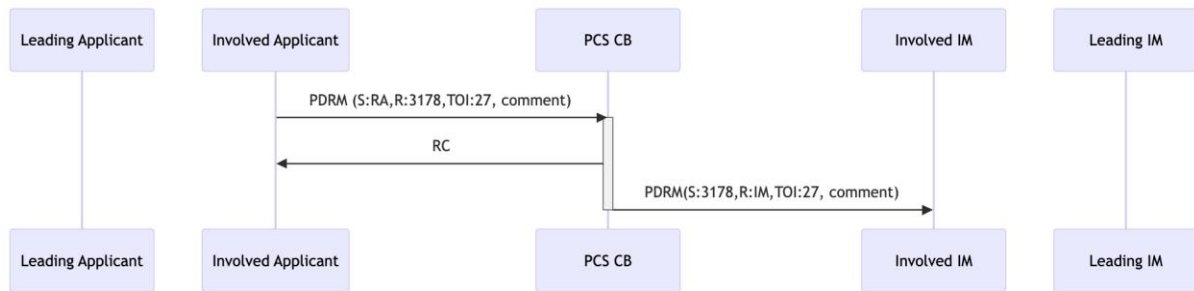 Leading Applicant
Involved Applicant
PCS CB
Involved IM
Leading IM
PDRM (S:RA,R:3178,TOI:27, comment)
RC
PDRM(S:3178,R:IM,TOI:27, comment)
Leading Applicant
Involved Applicant
PCS CB
Involved IM
Leading IM